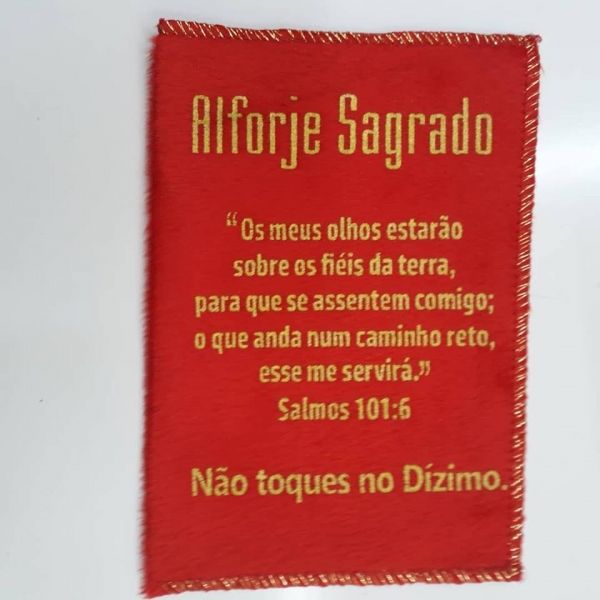 Alforje Sagrado
“Os meus olhos estarão
sobre os fiéis da terra,
para que se assentem comigo;
o que anda num caminho reto,
esse me servirá.”
Salmos 101:6
Não toques no Dízimo.